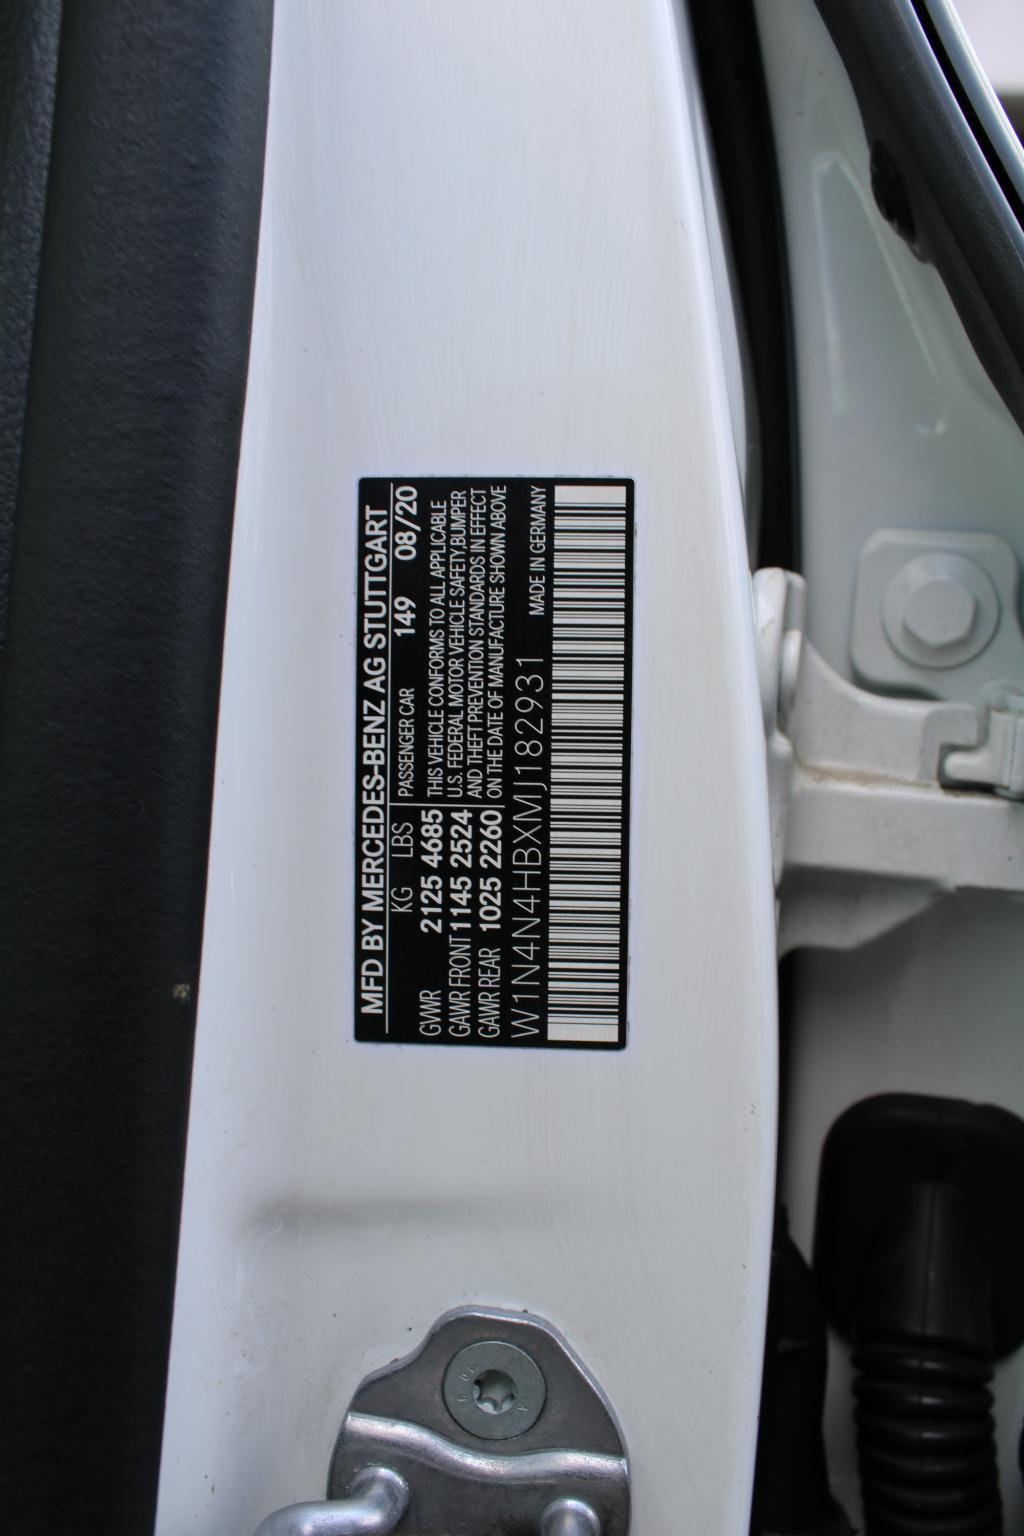 MFD BY MERCEDES-BENZ AG STUTTGART
KG LBS PASSENGER CAR 149 08/20
GVWR 2125 4685
GAWR FRONT 1145 2524
GAWR REAR 1025 2260
THIS VEHICLE CONFORMS TO ALL APPLICABLE
U.S. FEDERAL MOTOR VEHICLE SAFETY, BUMPER
AND THEFT PREVENTION STANDARDS IN EFFECT
ON THE DATE OF MANUFACTURE SHOWN ABOVE
W1N4N4HBXMJ182931 MADE IN GERMANY